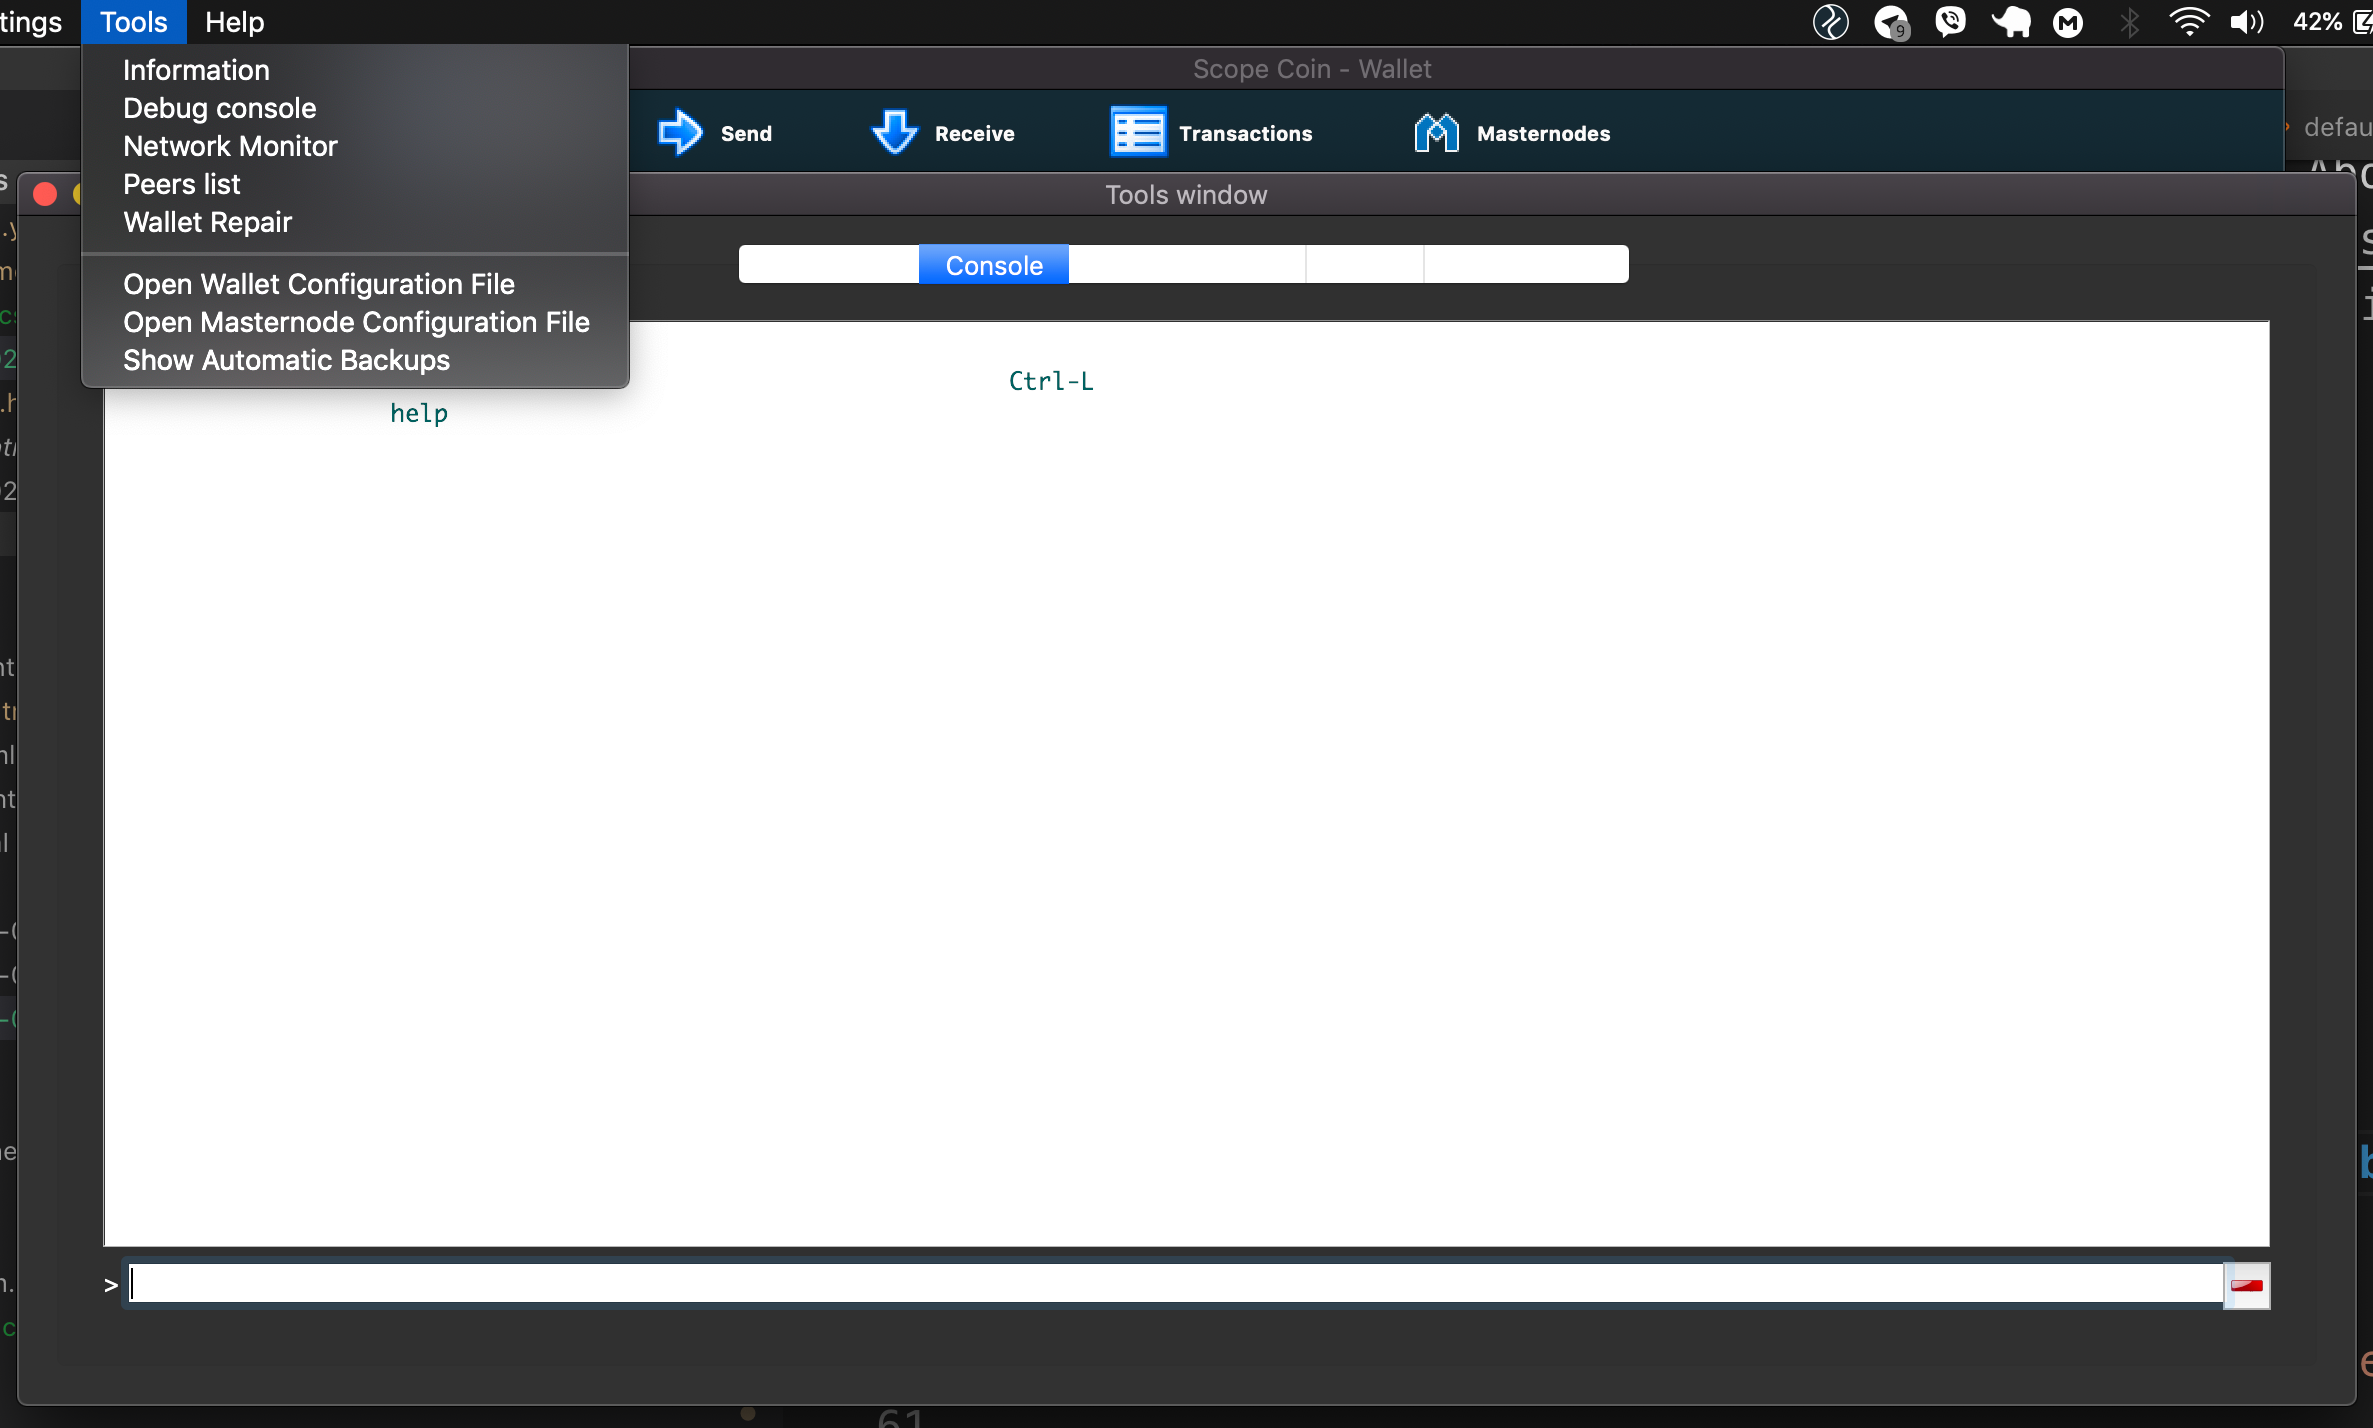 tings Tools Help 9 42%
Information
Debug console
Network Monitor
Peers list
Wallet Repair
Open Wallet Configuration File
Open Masternode Configuration File
Show Automatic Backups
Scope Coin - Wallet
Send Receive Transactions Masternodes
defau
Tools window
Console
Ctrl-L
help
>
61